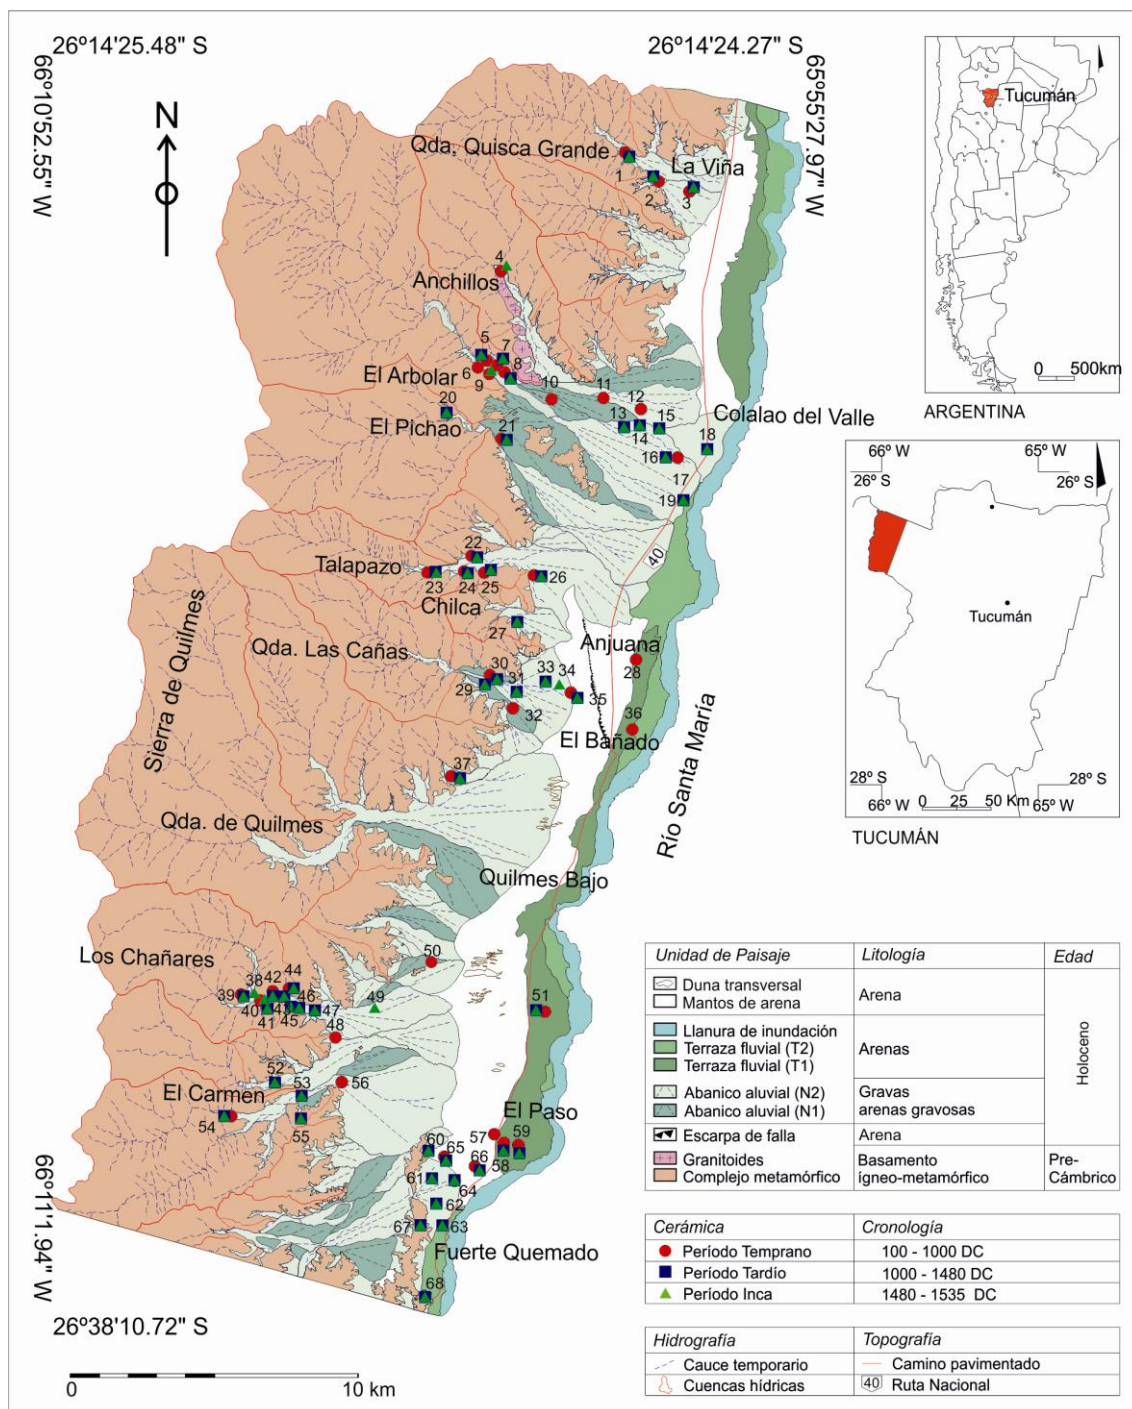 26º14'25.48" S
26º14'24.27" S
66º10'52.55" W
65º55'27.97" W
N
Qda. Quisca Grande
La Viña
1
2
3
4
Anchillos
5
7
6
8
El Arbolar
9
10
11
12
20
El Pichao
21
13
14
15
Colalao del Valle
18
16
17
19
40
22
Talapazo
23
24
25
26
Chilca
27
Sierra de Quilmes
Qda. Las Cañas
Anjuana
28
30
29
31
33
34
35
32
36
El Bañado
Río Santa María
37
Qda. de Quilmes
Quilmes Bajo
Los Chañares
50
44
42
38
39
40
41
43
45
46
47
49
51
48
52
53
56
El Carmen
54
55
El Paso
57
59
60
65
66
58
61
64
62
67
63
Fuerte Quemado
68
66º11'1.94" W
26º38'10.72" S
0
10 km
Tucumán
0 500km
ARGENTINA
66º W
65º W
26º S
26º S
Tucumán
28º S
28º S
66º W
0 25 50 Km
65º W
TUCUMÁN
Unidad de Paisaje Litología Edad
Duna transversal
Mantos de arena
Arena
Llanura de inundación
Terraza fluvial (T2)
Terraza fluvial (T1)
Arenas
Holoceno
Abanico aluvial (N2)
Abanico aluvial (N1)
Gravas
arenas gravosas
Escarpa de falla Arena
Granitoides
Complejo metamórfico
Basamento
ígneo-metamórfico
Pre-
Cámbrico
Cerámica Cronología
Período Temprano 100 - 1000 DC
Período Tardío 1000 - 1480 DC
Período Inca 1480 - 1535 DC
Hidrografía Topografía
Cauce temporario Camino pavimentado
Cuencas hídricas 40 Ruta Nacional